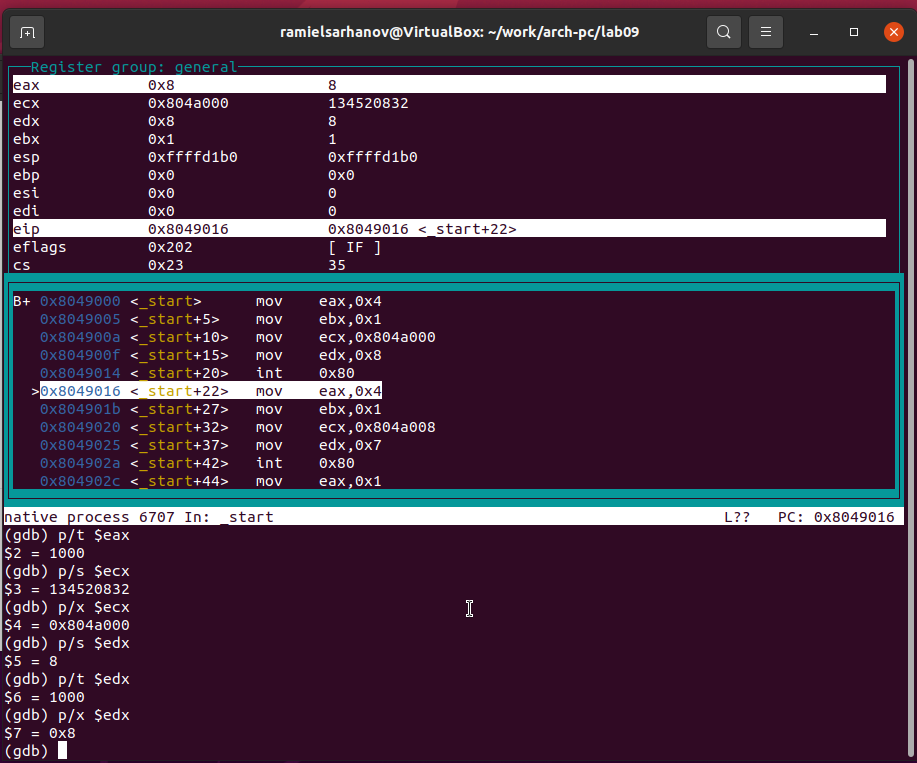 ramielsarhanov@VirtualBox: ~/work/arch-pc/lab09
Register group: general
eax 0x8 8
ecx 0x804a000 134520832
edx 0x8 8
ebx 0x1 1
esp 0xffffd1b0 0xffffd1b0
ebp 0x0 0x0
esi 0x0 0
edi 0x0 0
eip 0x8049016 0x8049016 <_start+22>
eflags 0x202 [ IF ]
cs 0x23 35
B+ 0x8049000 <_start> mov eax,0x4
0x8049005 <_start+5> mov ebx,0x1
0x804900a <_start+10> mov ecx,0x804a000
0x804900f <_start+15> mov edx,0x8
0x8049014 <_start+20> int 0x80
>0x8049016 <_start+22> mov eax,0x4
0x804901b <_start+27> mov ebx,0x1
0x8049020 <_start+32> mov ecx,0x804a008
0x8049025 <_start+37> mov edx,0x7
0x804902a <_start+42> int 0x80
0x804902c <_start+44> mov eax,0x1
native process 6707 In: _start L?? PC: 0x8049016
(gdb) p/t $eax
$2 = 1000
(gdb) p/s $ecx
$3 = 134520832
(gdb) p/x $ecx
$4 = 0x804a000
(gdb) p/s $edx
$5 = 8
(gdb) p/t $edx
$6 = 1000
(gdb) p/x $edx
$7 = 0x8
(gdb)